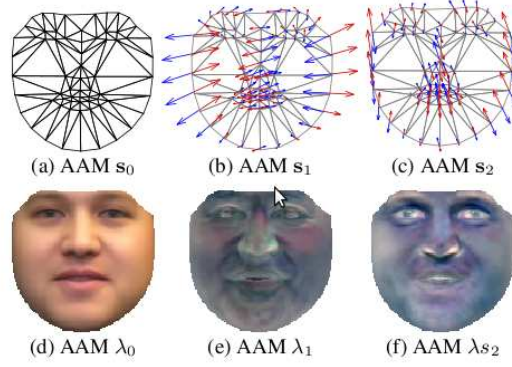 (a) AAM s₀ (b) AAM s₁ (c) AAM s₂
(d) AAM λ₀ (e) AAM λ₁ (f) AAM λs₂